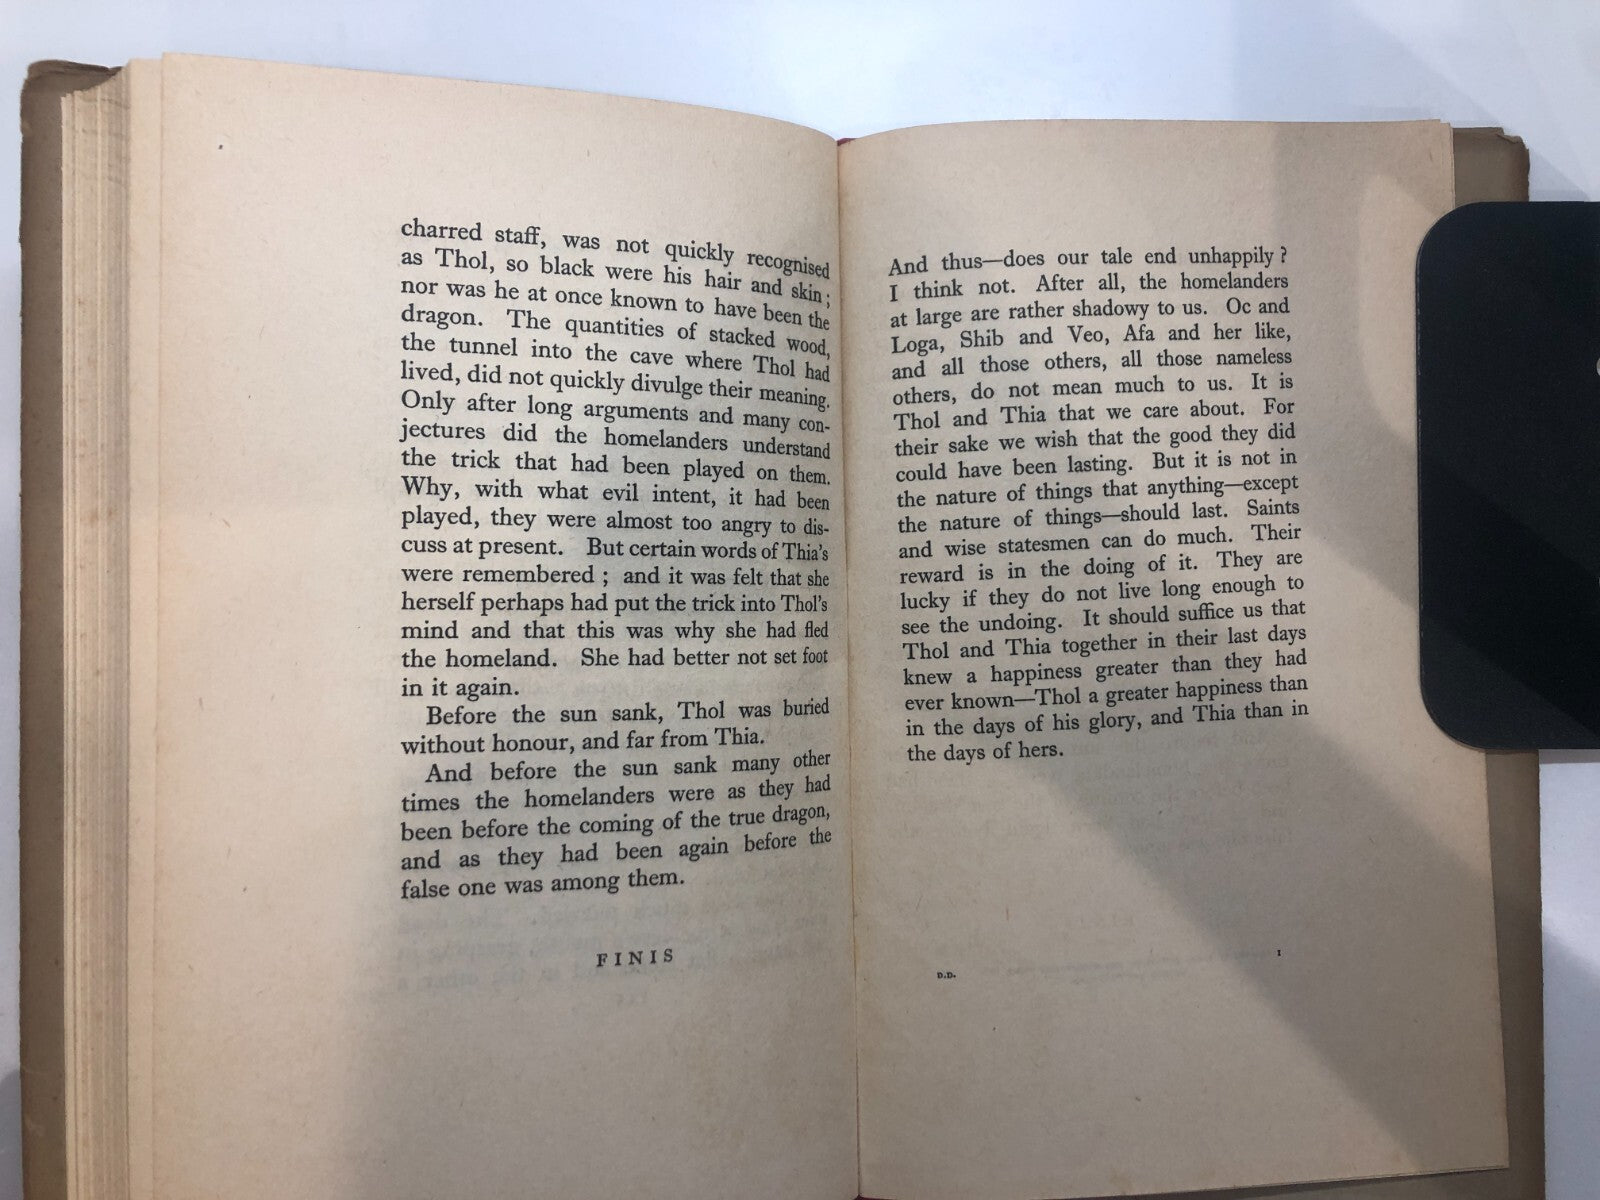 charred staff, was not quickly recognised
as Thol, so black were his hair and skin ;
nor was he at once known to have been the
dragon. The quantities of stacked wood,
the tunnel into the cave where Thol had
lived, did not quickly divulge their meaning.
Only after long arguments and many con-
jectures did the homelanders understand
the trick that had been played on them.
Why, with what evil intent, it had been
played, they were almost too angry to dis-
cuss at present. But certain words of Thia's
were remembered ; and it was felt that she
herself perhaps had put the trick into Thol's
mind and that this was why she had fled
the homeland. She had better not set foot
in it again.
Before the sun sank, Thol was buried
without honour, and far from Thia.
And before the sun sank many other
times the homelanders were as they had
been before the coming of the true dragon,
and as they had been again before the
false one was among them.
FINIS
And thus—does our tale end unhappily ?
I think not. After all, the homelanders
at large are rather shadowy to us. Oc and
Loga, Shib and Veo, Afa and her like,
and all those others, all those nameless
others, do not mean much to us. It is
Thol and Thia that we care about. For
their sake we wish that the good they did
could have been lasting. But it is not in
the nature of things that anything—except
the nature of things—should last. Saints
and wise statesmen can do much. Their
reward is in the doing of it. They are
lucky if they do not live long enough to
see the undoing. It should suffice us that
Thol and Thia together in their last days
knew a happiness greater than they had
ever known—Thol a greater happiness than
in the days of his glory, and Thia than in
the days of hers.
D.D. I